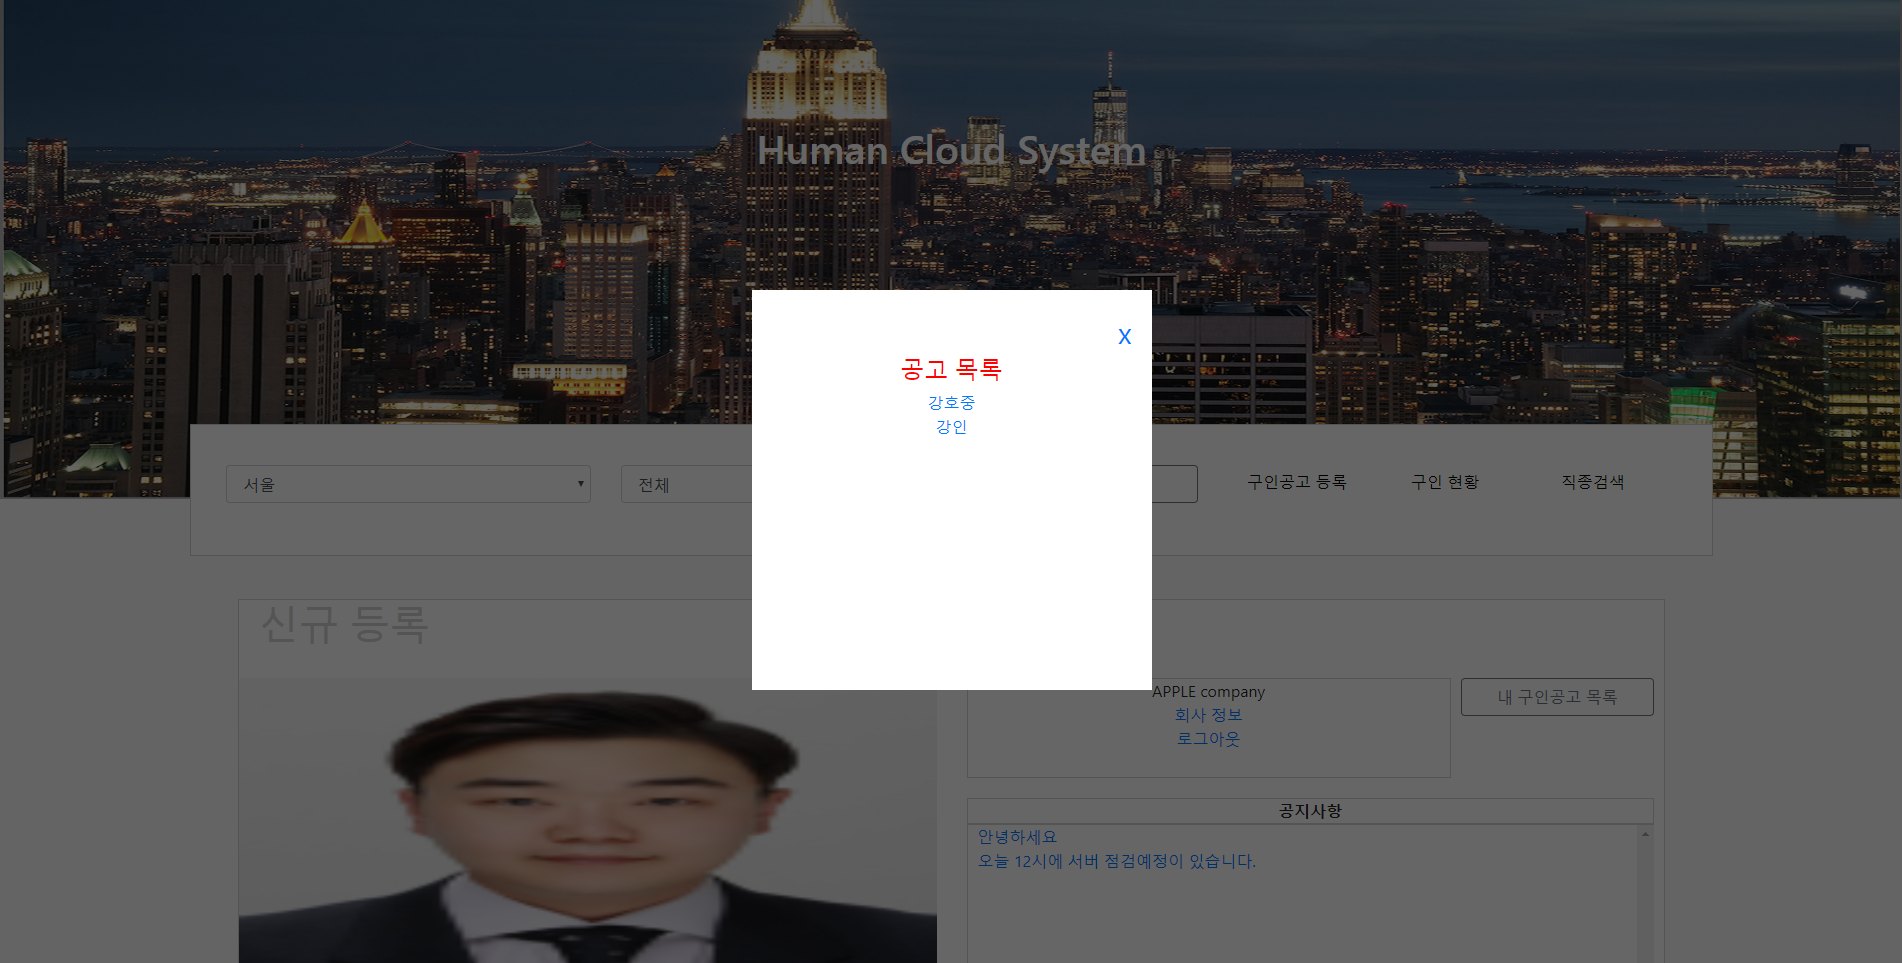 Human Cloud System
X
공고 목록
강호중
강인
서울
전체
구인공고 등록
구인 현황
직종검색
신규 등록
APPLE company
회사 정보
로그아웃
내 구인공고 목록
공지사항
안녕하세요
오늘 12시에 서버 점검예정이 있습니다.